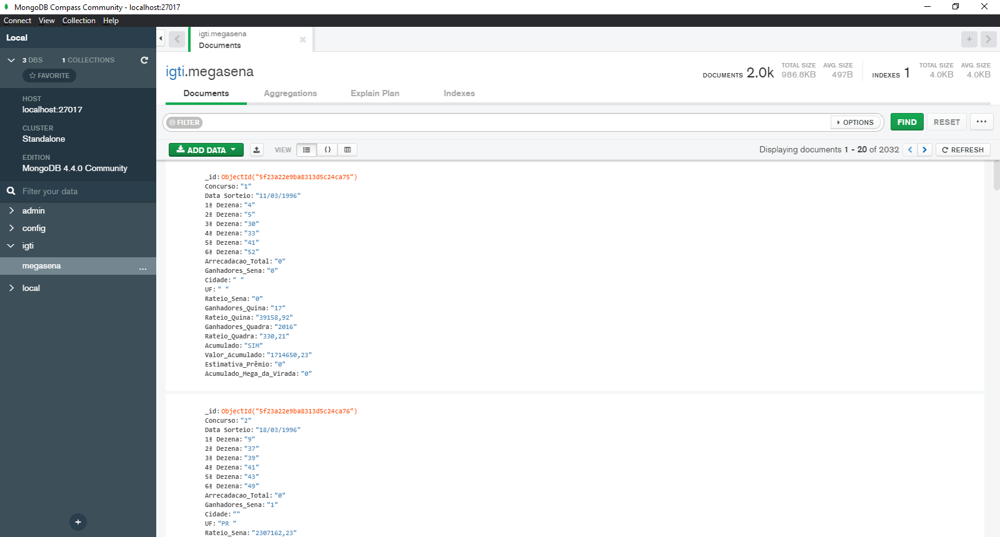 MongoDB Compass Community - localhost:27017
Connect View Collection Help
Local
3 DBS 1 COLLECTIONS
FAVORITE
HOST
localhost:27017
CLUSTER
Standalone
EDITION
MongoDB 4.4.0 Community
Filter your data
admin
config
igti
megasena ...
local
igti.megasena
Documents
igti.megasena
DOCUMENTS 2.0k TOTAL SIZE 986.8KB AVG. SIZE 497B INDEXES 1 TOTAL SIZE 4.0KB AVG. SIZE 4.0KB
Documents Aggregations Explain Plan Indexes
FILTER OPTIONS FIND RESET ...
ADD DATA VIEW {} Displaying documents 1 - 20 of 2032 < > REFRESH
_id: ObjectId("5f23a22e9ba8313d5c24ca75")
Concurso: "1"
Data Sorteio: "11/03/1996"
1ª Dezena: "4"
2ª Dezena: "5"
3ª Dezena: "30"
4ª Dezena: "33"
5ª Dezena: "41"
6ª Dezena: "52"
Arrecadacao_Total: "0"
Ganhadores_Sena: "0"
Cidade: " "
UF: " "
Rateio_Sena: "0"
Ganhadores_Quina: "17"
Rateio_Quina: "39158,92"
Ganhadores_Quadra: "2016"
Rateio_Quadra: "330,21"
Acumulado: "SIM"
Valor_Acumulado: "1714650,23"
Estimativa_Prêmio: "0"
Acumulado_Mega_da_Virada: "0"
_id: ObjectId("5f23a22e9ba8313d5c24ca76")
Concurso: "2"
Data Sorteio: "18/03/1996"
1ª Dezena: "9"
2ª Dezena: "37"
3ª Dezena: "39"
4ª Dezena: "41"
5ª Dezena: "43"
6ª Dezena: "49"
Arrecadacao_Total: "0"
Ganhadores_Sena: "1"
Cidade: ""
UF: "PR "
Rateio_Sena: "2307162,23"